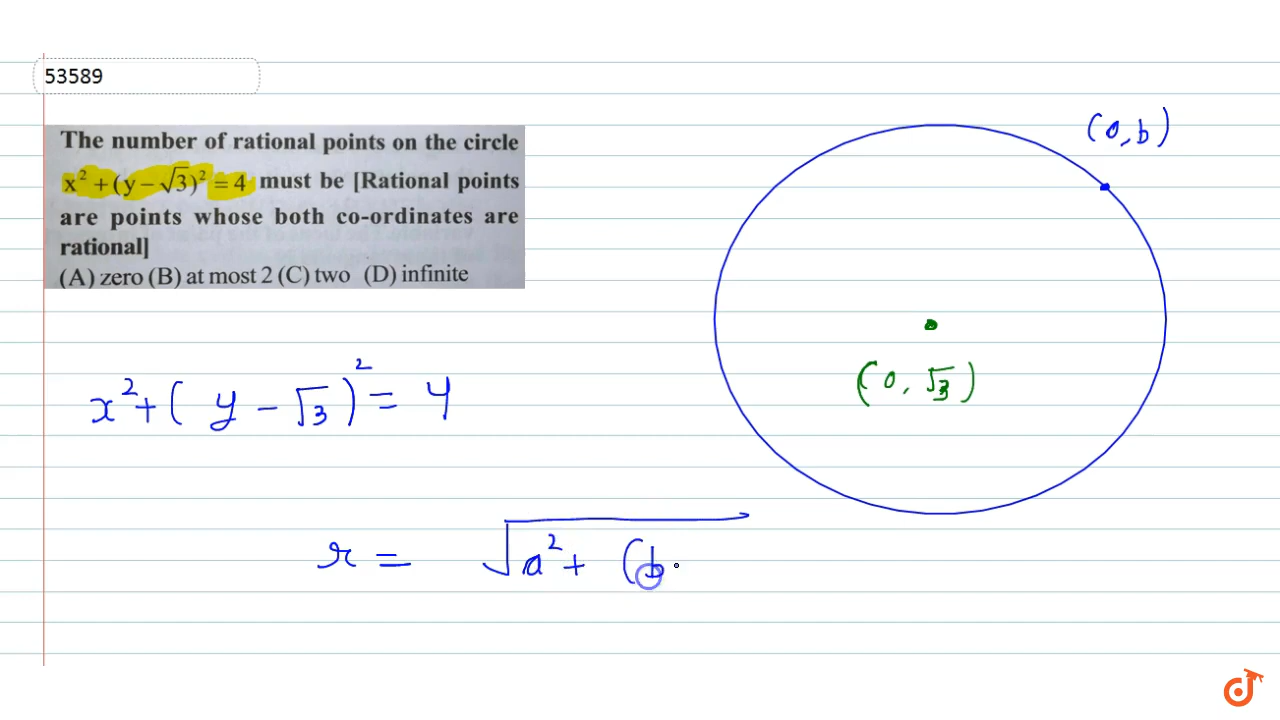 53589
The number of rational points on the circle
x² + (y – √3)² = 4 must be [Rational points
are points whose both co-ordinates are
rational]
(A) zero (B) at most 2 (C) two (D) infinite
(a, b)
(0, √3)
x² + (y – √3)² = 4
r = √a² + (b